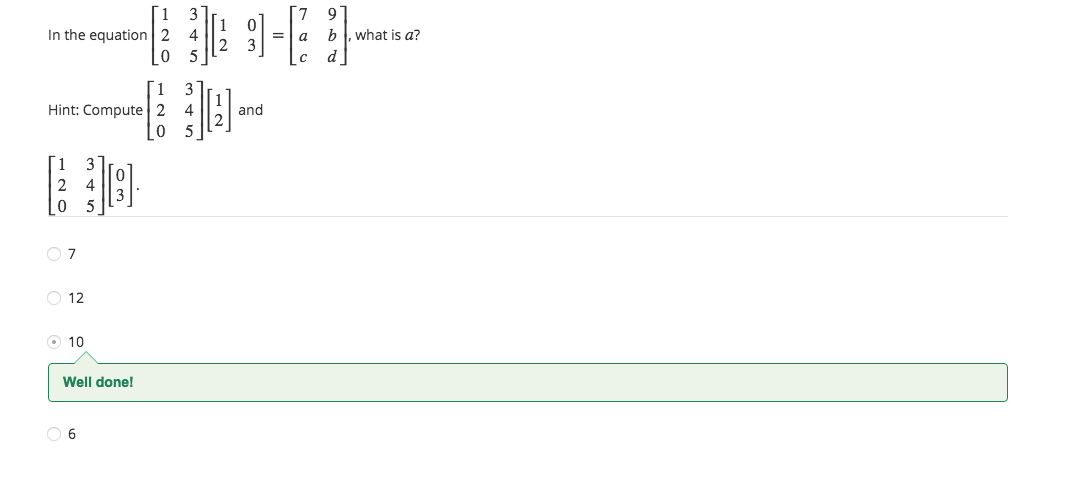 In the equation $\begin{bmatrix} 1 & 3 \\ 2 & 4 \\ 0 & 5 \end{bmatrix} \begin{bmatrix} 1 & 0 \\ 2 & 3 \end{bmatrix} = \begin{bmatrix} 7 & 9 \\ a & b \\ c & d \end{bmatrix}$, what is $a$?
Hint: Compute $\begin{bmatrix} 1 & 3 \\ 2 & 4 \\ 0 & 5 \end{bmatrix} \begin{bmatrix} 1 \\ 2 \end{bmatrix}$ and
$\begin{bmatrix} 1 & 3 \\ 2 & 4 \\ 0 & 5 \end{bmatrix} \begin{bmatrix} 0 \\ 3 \end{bmatrix}$.
7
12
10
Well done!
6